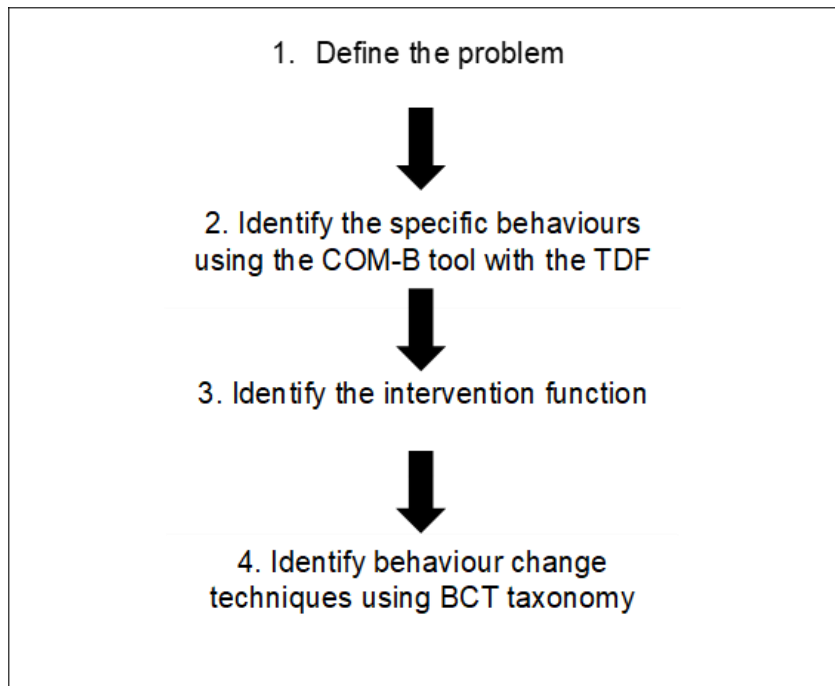 1. Define the problem
2. Identify the specific behaviours
using the COM-B tool with the TDF
3. Identify the intervention function
4. Identify behaviour change
techniques using BCT taxonomy